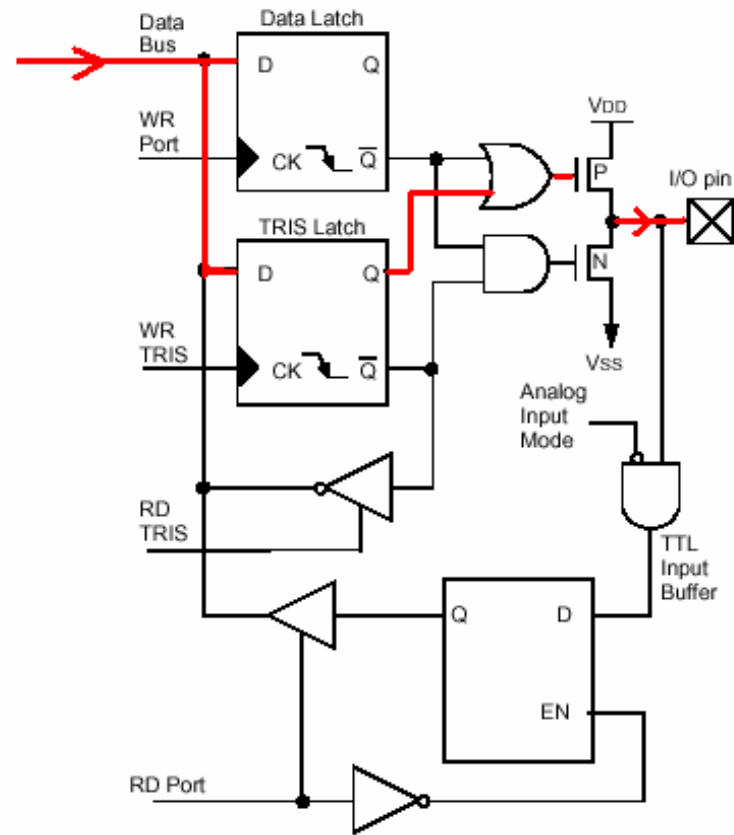 Data Latch
Data
Bus
D
Q
VDD
WR
Port
CK
Q
P
I/O pin
TRIS Latch
D
Q
N
WR
TRIS
CK
Q
VSS
Analog
Input
Mode
RD
TRIS
TTL
Input
Buffer
Q
D
EN
RD Port